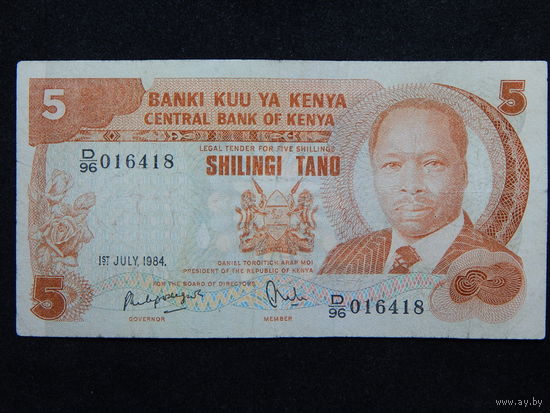 5
5
BANKI KUU YA KENYA
CENTRAL BANK OF KENYA
LEGAL TENDER FOR FIVE SHILLINGS
D/96 016418
SHILINGI TANO
1ST JULY, 1984.
DANIEL TOROITICH ARAP MOI
PRESIDENT OF THE REPUBLIC OF KENYA
FOR THE BOARD OF DIRECTORS
5
D/96 016418
GOVERNOR
MEMBER
www.ay.by